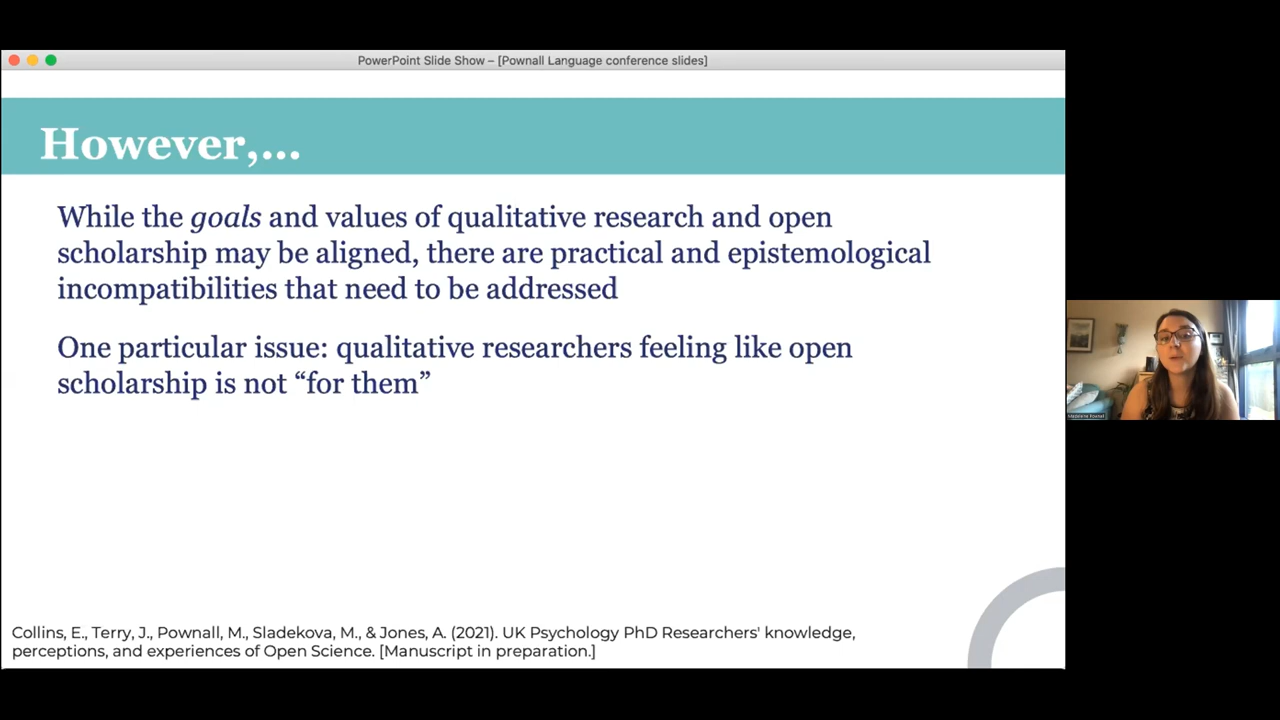 PowerPoint Slide Show – [Pownall Language conference slides]
However,...
While the goals and values of qualitative research and open
scholarship may be aligned, there are practical and epistemological
incompatibilities that need to be addressed
One particular issue: qualitative researchers feeling like open
scholarship is not “for them”
Madeleine Pownall
Collins, E., Terry, J., Pownall, M., Sladekova, M., & Jones, A. (2021). UK Psychology PhD Researchers' knowledge,
perceptions, and experiences of Open Science. [Manuscript in preparation.]